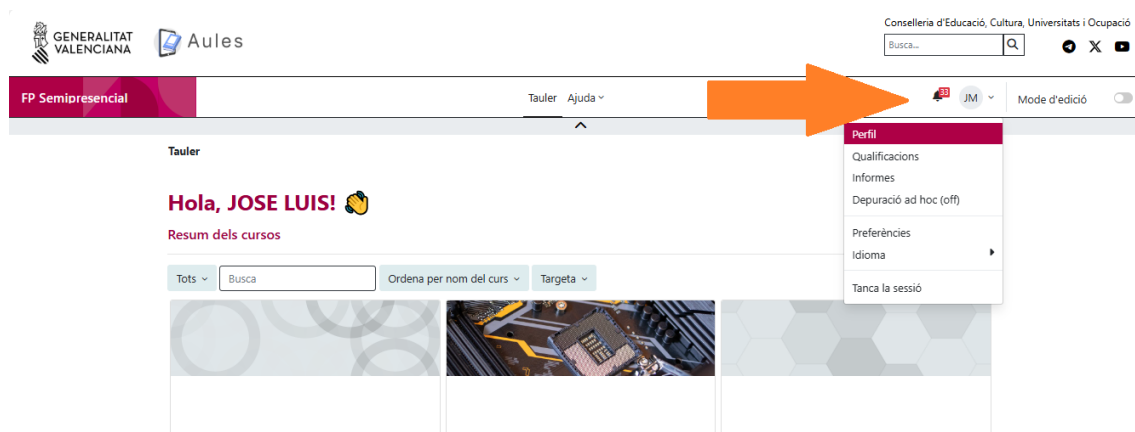 Conselleria d'Educació, Cultura, Universitats i Ocupació
GENERALITAT
VALENCIANA
Aules
Busca...
FP Semipresencial
Tauler Ajuda
33
JM
Mode d'edició
Perfil
Qualificacions
Informes
Depuració ad hoc (off)
Preferències
Idioma
Tanca la sessió
Tauler
Hola, JOSE LUIS!
Resum dels cursos
Tots
Busca
Ordena per nom del curs
Targeta